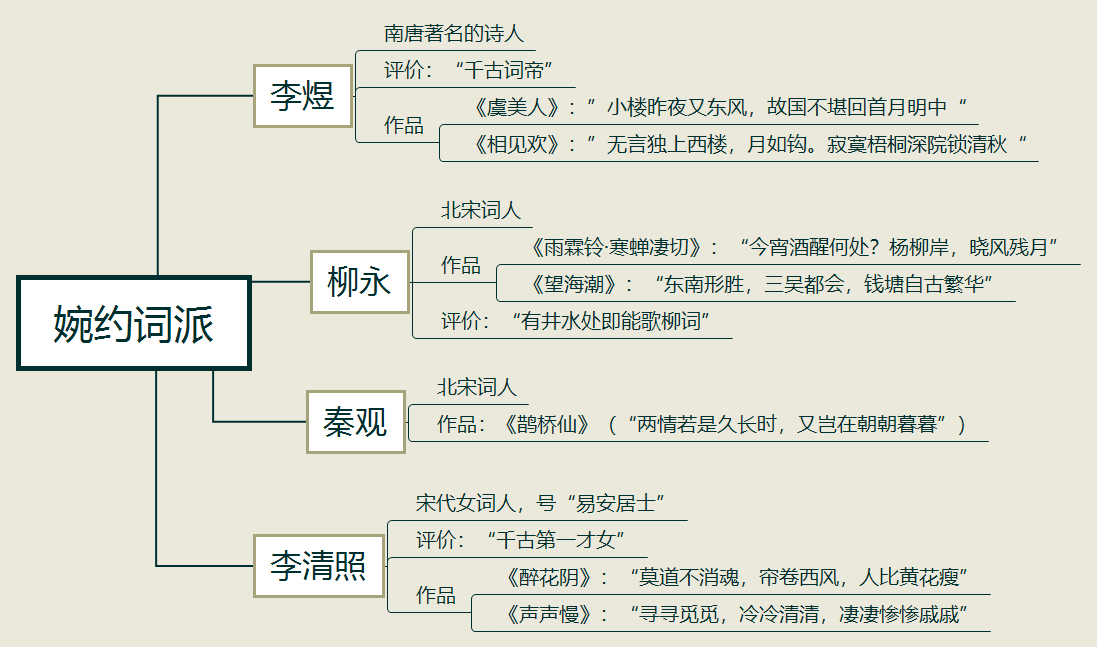 婉约词派
李煜
南唐著名的诗人
评价：“千古词帝”
作品
《虞美人》：”小楼昨夜又东风，故国不堪回首月明中“
《相见欢》：”无言独上西楼，月如钩。寂寞梧桐深院锁清秋“
柳永
北宋词人
作品
《雨霖铃·寒蝉凄切》：“今宵酒醒何处？杨柳岸，晓风残月”
《望海潮》：“东南形胜，三吴都会，钱塘自古繁华”
评价：“有井水处即能歌柳词”
秦观
北宋词人
作品：《鹊桥仙》（“两情若是久长时，又岂在朝朝暮暮”）
李清照
宋代女词人，号“易安居士”
评价：“千古第一才女”
作品
《醉花阴》：“莫道不消魂，帘卷西风，人比黄花瘦”
《声声慢》：“寻寻觅觅，冷冷清清，凄凄惨惨戚戚”